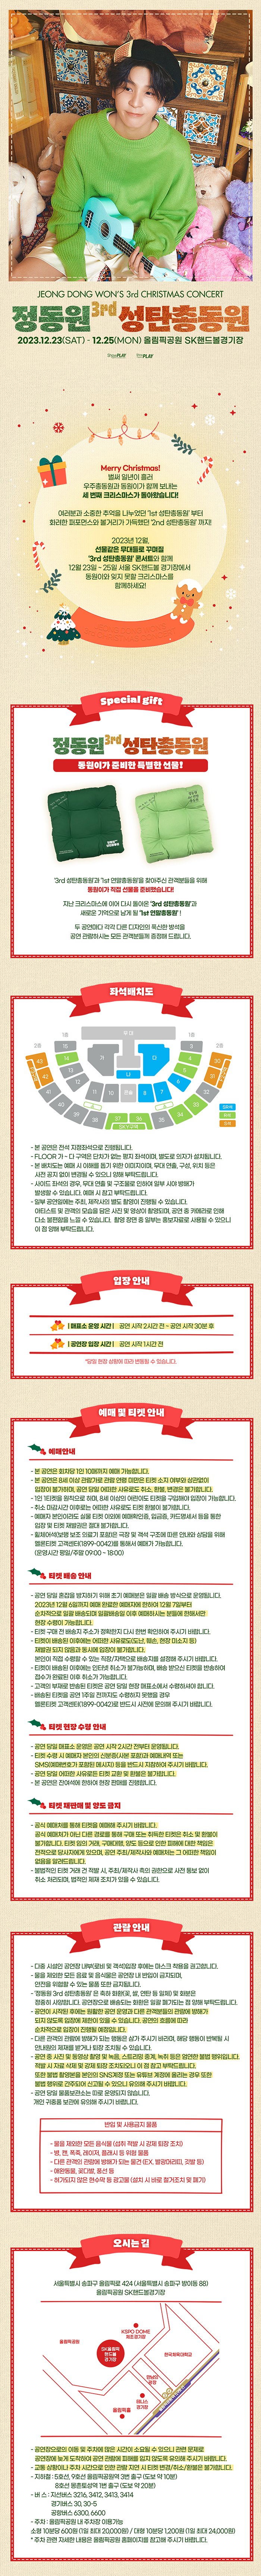 JEONG DONG WON'S 3rd CHRISTMAS CONCERT
정동원 3rd 성탄총동원
2023.12.23(SAT) - 12.25(MON) 올림픽공원 SK핸드볼경기장
Merry Christmas!
벌써 일년이 흘러
우주총동원과 동원이가 함께 보내는
세 번째 크리스마스가 돌아왔습니다!
여러분과 소중한 추억을 나누었던 '1st 성탄총동원' 부터
화려한 퍼포먼스와 볼거리가 가득했던 '2nd 성탄총동원' 까지!
2023년 12월,
선물같은 무대들로 꾸며질
'3rd 성탄총동원' 콘서트와 함께
12월 23일 ~ 25일 서울 SK핸드볼 경기장에서
동원이와 잊지 못할 크리스마스를
함께하세요!
Special gift
정동원 3rd 성탄총동원
동원이가 준비한 특별한 선물!
'3rd 성탄총동원'과 '1st 연말총동원'을 찾아주신 관객분들을 위해
동원이가 직접 선물을 준비했습니다!
지난 크리스마스에 이어 다시 돌아온 '3rd 성탄총동원'과
새로운 기억으로 남게 될 '1st 연말총동원' !
두 공연마다 각각 다른 디자인의 푹신한 방석을
공연 관람하시는 모든 관객분들께 증정해 드립니다.
좌석배치도
무대
1층
1층
2층
2층
- 본 공연은 전석 지정좌석으로 진행됩니다.
- FLOOR 가 ~ 다 구역은 단차가 없는 평지 형태이며, 별도로 의자가 설치됩니다.
- 본 배치도는 예매 시 이해를 돕기 위한 이미지이며, 무대 연출, 구성, 위치 등은
사전 공지 없이 변경될 수 있으니 양해 부탁드립니다.
- 사이드 좌석의 경우, 무대 연출 및 구조물로 인하여 일부 시야 방해가
발생할 수 있습니다. 예매 시 참고 부탁드립니다.
- 일부 공연일에는 주최, 제작사의 별도 촬영이 진행될 수 있습니다.
아티스트 및 관객의 모습을 담은 사진 및 영상이 촬영되며, 공연 중 카메라로 인해
다소 불편함을 느낄 수 있습니다. 촬영 장면 중 일부는 홍보자료로 사용될 수 있으니
이 점 양해 부탁드립니다.
입장 안내
| 매표소 운영 시간 | 공연 시작 2시간 전 ~ 공연 시작 30분 후
| 공연장 입장 시간 | 공연 시작 1시간 전
*당일 현장 상황에 따라 변동될 수 있습니다.
예매 및 티켓 안내
예매안내
- 본 공연은 회차당 1인 10매까지 예매 가능합니다.
- 본 공연은 8세 이상 관람가로 관람 연령 미만은 티켓 소지 여부와 상관없이
입장이 불가하며, 공연 당일 어떠한 사유로도 취소, 환불, 변경은 불가합니다.
- 1인 1티켓을 원칙으로 하며, 8세 이상의 어린이도 티켓을 구입해야 입장이 가능합니다.
- 취소 마감시간 이후로는 어떠한 사유로도 티켓 환불이 불가합니다.
- 예매자 본인이라도 실물 티켓 이외에 예매확인증, 입금증, 카드명세서 등을 통한
입장 및 티켓 재발권은 절대 불가합니다.
- 휠체어석(보행 보조 의료기 포함)은 극장 및 객석 구조에 따른 안내와 상담을 위해
멜론티켓 고객센터(1899-0042)를 통해서 예매가 가능합니다.
(운영시간 평일/주말 09:00 ~ 18:00)
티켓 배송 안내
- 공연 당일 혼잡을 방지하기 위해 조기 예매분은 일괄 배송 방식으로 운영됩니다.
2023년 12월 6일까지 예매 완료한 예매자에 한하여 12월 7일부터
순차적으로 일괄 배송되며 일괄배송일 이후 예매하시는 분들에 한해서만
현장 수령이 가능합니다.
- 티켓 구매 전 배송지 주소가 정확한지 다시 한번 확인하여 주시기 바랍니다.
- 티켓이 배송된 이후에는 어떠한 사유로도(도난, 훼손, 현장 미소지 등)
재발권 되지 않음과 동시에 입장이 불가합니다.
본인이 직접 수령할 수 있는 직장/자택으로 배송지를 설정해 주시기 바랍니다.
- 티켓이 배송된 이후에는 인터넷 취소가 불가능하며, 배송 받으신 티켓을 반송하여
접수가 완료된 이후 취소가 가능합니다.
- 고객의 부재로 반송된 티켓은 공연 당일 현장 매표소에서 수령하셔야 합니다.
- 배송된 티켓을 공연 1주일 전까지도 수령하지 못했을 경우
멜론티켓 고객센터(1899-0042)로 반드시 사전에 문의해 주시기 바랍니다.
티켓 현장 수령 안내
- 공연 당일 매표소 운영은 공연 시작 2시간 전부터 운영됩니다.
- 티켓 수령 시 예매자 본인의 신분증(사본 포함)과 예매내역 또는
SMS(예매번호가 포함된 메시지) 등을 반드시 지참하여 주시기 바랍니다.
- 공연 당일 어떠한 사유로든 티켓 교환 및 환불은 불가합니다.
- 본 공연은 잔여석에 한하여 현장 판매를 진행합니다.
티켓 재판매 및 양도 금지
- 공식 예매처를 통해 티켓을 예매해 주시기 바랍니다.
공식 예매처가 아닌 다른 경로를 통해 구매 또는 취득한 티켓은 취소 및 환불이
불가합니다. 티켓 임의 거래, 구매대행, 양도 등으로 인한 피해에 대한 책임은
전적으로 당사자에게 있으며, 공연 주최/제작사와 예매처는 그 어떠한 책임이
없음을 알려드립니다.
- 불법적인 티켓 거래 건 적발 시, 주최/제작사 측의 권한으로 사전 통보 없이
취소 처리되며, 법적인 제재 조치가 있을 수 있습니다.
관람 안내
- 다중 시설인 공연장 내부(로비 및 객석)입장 후에는 마스크 착용을 권고합니다.
- 물을 제외한 모든 음료 및 음식물은 공연장 내 반입이 금지되며,
안전을 위협할 수 있는 물품 또한 금지됩니다.
- '정동원 3rd 성탄총동원' 은 축하 화환(꽃, 쌀, 연탄 등 일체) 및 화분은
정중히 사양합니다. 공연장으로 배송되는 화환은 일괄 폐기되는 점 양해 부탁드립니다.
- 공연이 시작된 후에는 원활한 공연 운영과 다른 관객분들의 관람에 방해가
되지 않도록 입장에 제한이 있을 수 있습니다. 공연의 흐름에 따라
순차적으로 입장이 진행될 예정입니다.
- 다른 관객의 관람에 방해가 되는 행동은 삼가 주시기 바라며, 해당 행동이 반복될 시
안내원의 제재를 받거나 퇴장 조치될 수 있습니다.
- 공연 중 사진 및 동영상 촬영 및 녹음, 스트리밍 중계, 녹취 등은 엄연한 불법 행위입니다.
적발 시 자료 삭제 및 강제 퇴장 조치되오니 이 점 참고 부탁드립니다.
또한 불법 촬영분을 본인의 SNS계정 또는 유튜브 계정에 올리는 경우 또한
불법 행위로 간주되어 신고될 수 있으니 유의해 주시기 바랍니다.
- 공연 당일 물품보관소는 따로 운영되지 않습니다.
개인 귀중품 보관에 유의해 주시기 바랍니다.
반입 및 사용금지 물품
- 물을 제외한 모든 음식물 (섭취 적발 시 강제 퇴장 조치)
- 병, 캔, 폭죽, 레이저, 플래시 등 위험 물품
- 다른 관객의 관람에 방해가 되는 물건 (EX. 발광머리띠, 깃발 등)
- 애완동물, 꽃다발, 풍선 등
- 허가되지 않은 현수막 등 광고물 (설치 시 바로 철거조치 및 폐기)
오시는 길
서울특별시 송파구 올림픽로 424 (서울특별시 송파구 방이동 88)
올림픽공원 SK핸드볼경기장
KSPO DOME
체조경기장
올림픽공원
SK올림픽
핸드볼
경기장
한국체육대학교
테니스
경기장
올림픽홀
- 공연장으로의 이동 및 주차에 많은 시간이 소요될 수 있으니 관련 문제로
공연장에 늦게 도착하여 공연 관람에 피해를 입지 않도록 유의해 주시기 바랍니다.
- 교통 상황이나 주차 시간으로 인한 관람 지연 시 티켓 변경/취소/환불은 불가합니다.
- 지하철 : 5호선, 9호선 올림픽공원역 3번 출구 (도보 약 10분)
8호선 몽촌토성역 1번 출구 (도보 약 20분)
- 버 스 : 지선버스 3216, 3412, 3413, 3414
경기버스 30, 30-5
공항버스 6300, 6600
- 주차 : 올림픽공원 내 주차장 이용가능
소형 10분당 600원 (1일 최대 20,000원) / 대형 10분당 1,200원 (1일 최대 24,000원)
* 주차 관련 자세한 내용은 올림픽공원 홈페이지를 참고해 주시기 바랍니다.